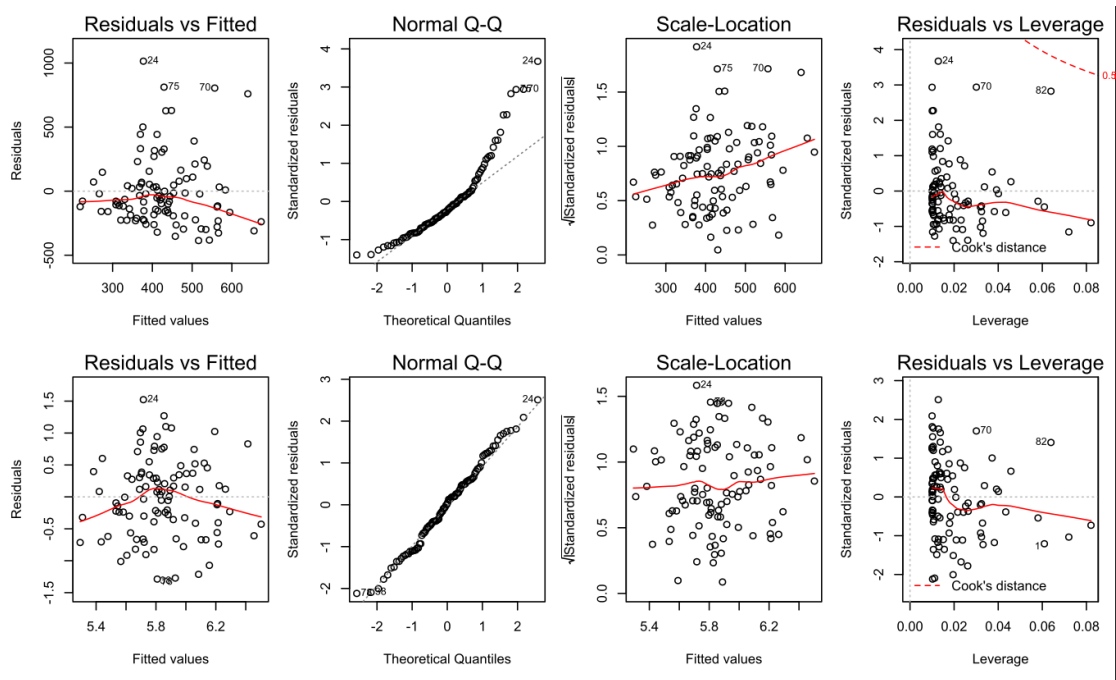 Residuals vs Fitted
Residuals
1000
500
0
-500
24
75
70
300 400 500 600
Fitted values
Normal Q-Q
Standardized residuals
4
3
2
1
0
-1
24
70
-2 -1 0 1 2
Theoretical Quantiles
Scale-Location
√|Standardized residuals|
1.5
1.0
0.5
0.0
24
75
70
300 400 500 600
Fitted values
Residuals vs Leverage
Standardized residuals
4
3
2
1
0
-1
-2
24
70
82
0.5
Cook's distance
0.00 0.02 0.04 0.06 0.08
Leverage
Residuals vs Fitted
Residuals
1.5
0.5
-0.5
-1.5
24
5.4 5.8 6.2
Fitted values
Normal Q-Q
Standardized residuals
3
2
1
0
-1
-2
24
5.4 5.8 6.2
-2 -1 0 1 2
Theoretical Quantiles
Scale-Location
√|Standardized residuals|
1.5
1.0
0.5
0.0
24
Fitted values
Residuals vs Leverage
Standardized residuals
3
2
1
0
-1
-2
24
70
82
1
Cook's distance
0.00 0.02 0.04 0.06 0.08
Leverage